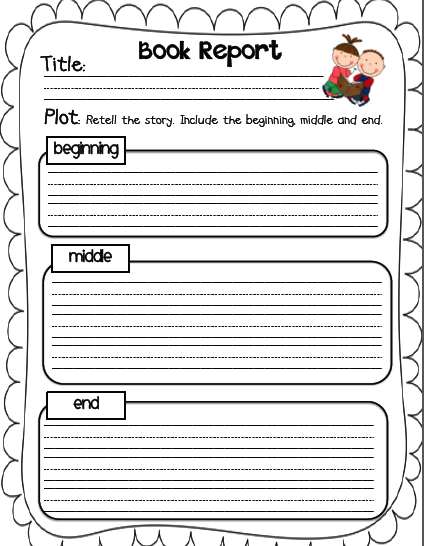 Book Report
Title:
Plot: Retell the story. Include the beginning, middle and end.
beginning
middle
end